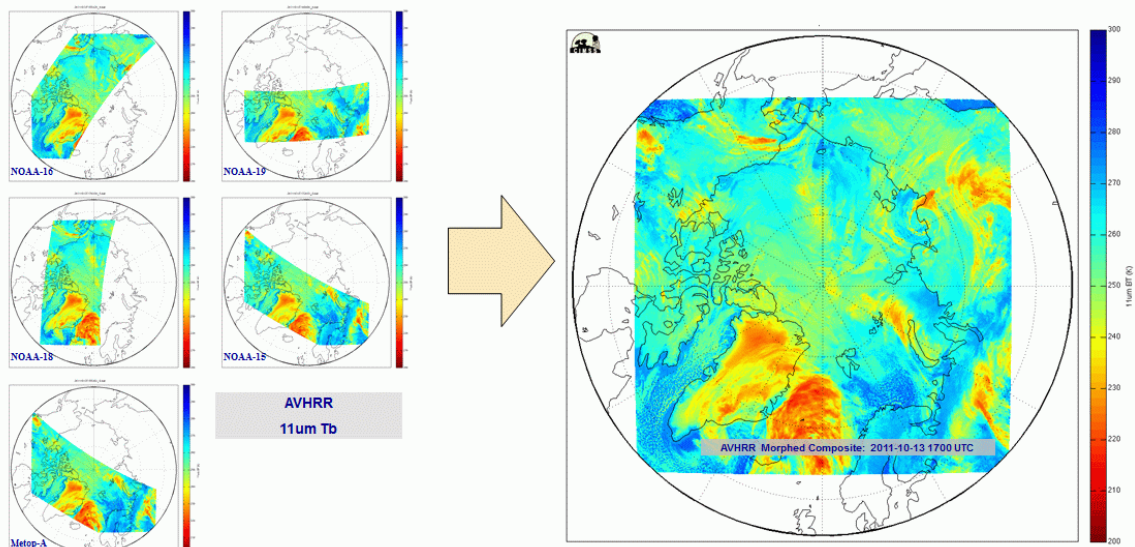 NOAA-16
NOAA-19
NOAA-18
NOAA-15
Metop-A
AVHRR
11um Tb
CIMSS
AVHRR Morphed Composite: 2011-10-13 1700 UTC
300
290
280
270
260
250
240
230
220
210
200
11um BT (K)